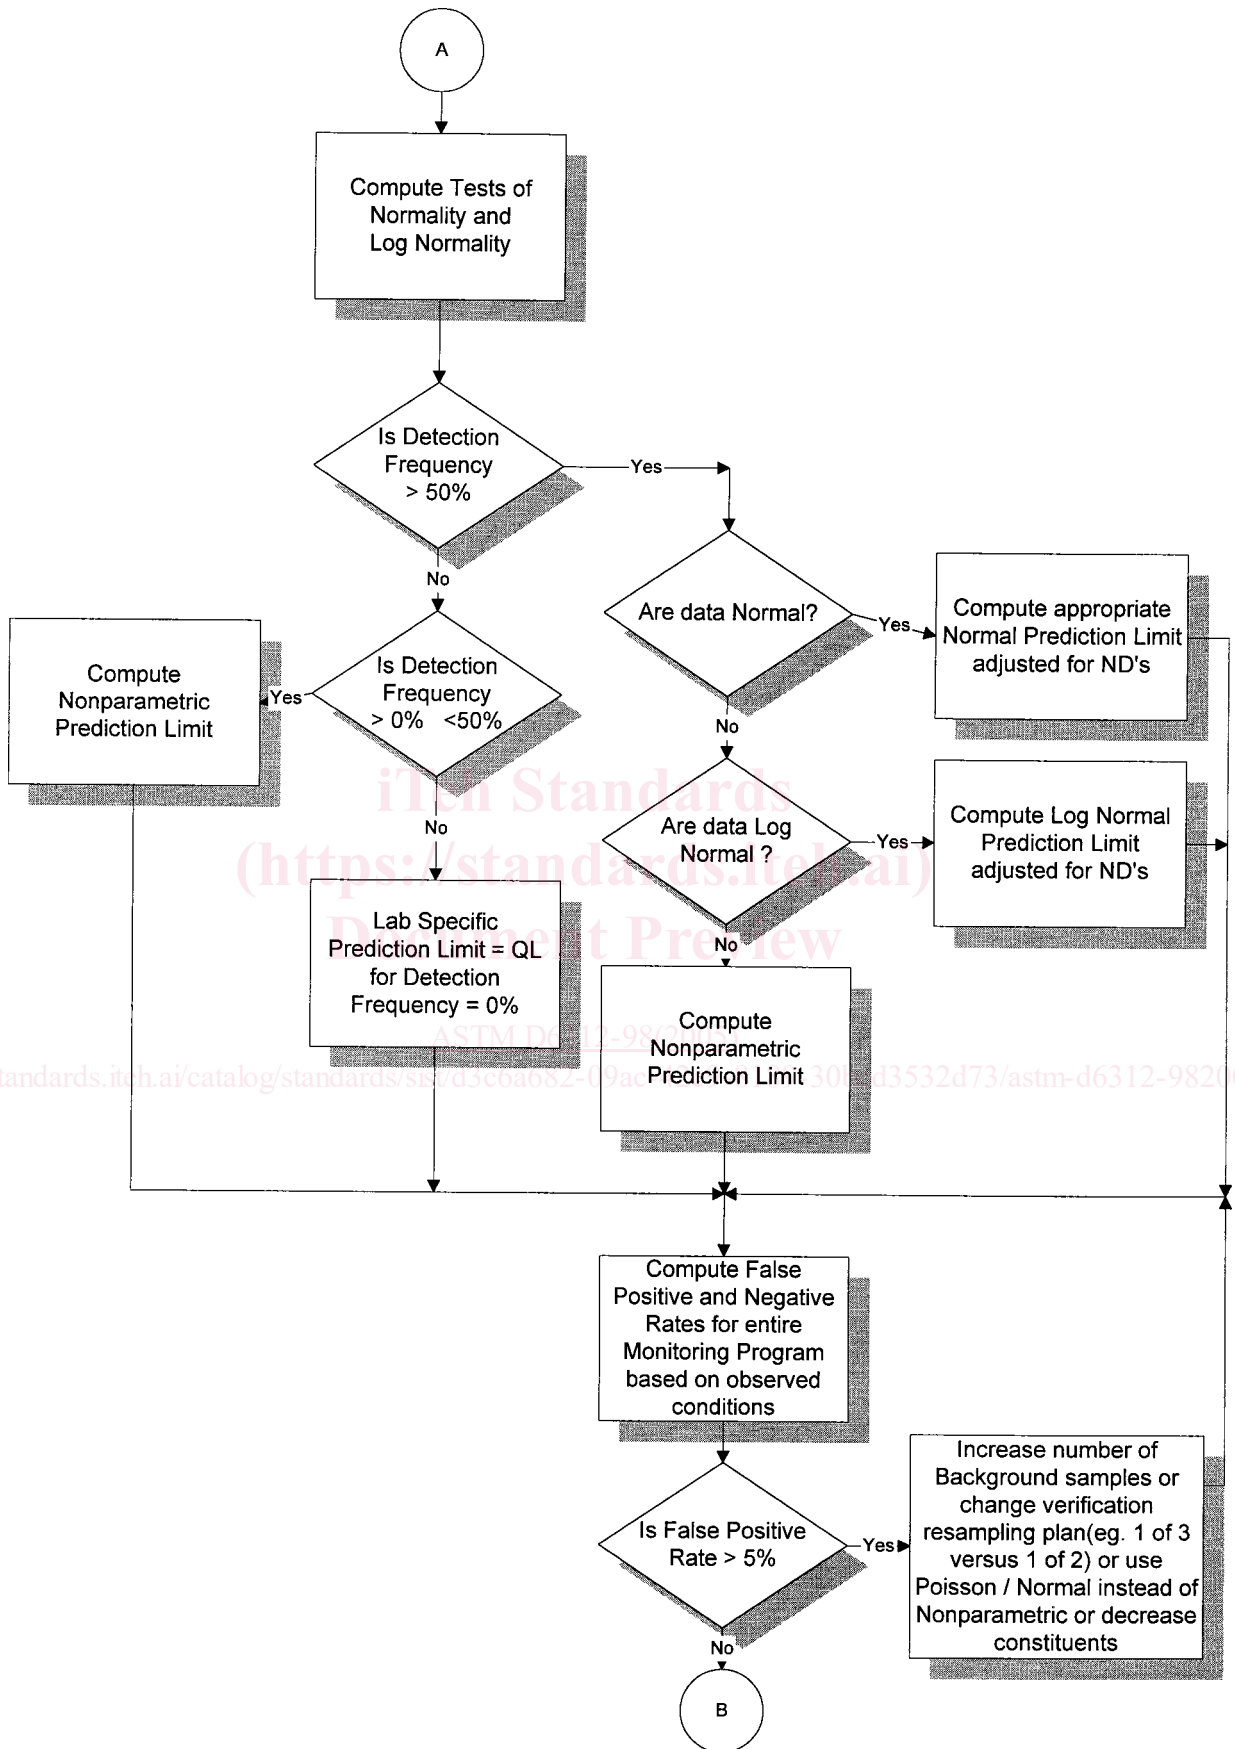 A
Compute Tests of
Normality and
Log Normality
Is Detection
Frequency
> 50%
Yes
No
Are data Normal?
Yes
Compute appropriate
Normal Prediction Limit
adjusted for ND's
Compute
Nonparametric
Prediction Limit
Yes
Is Detection
Frequency
> 0% <50%
No
No
Are data Log
Normal ?
Yes
Compute Log Normal
Prediction Limit
adjusted for ND's
iTeh Standards
(https://standards.iteh.ai)
Document Preview
Lab Specific
Prediction Limit = QL
for Detection
Frequency = 0%
No
Compute
Nonparametric
Prediction Limit
Compute False
Positive and Negative
Rates for entire
Monitoring Program
based on observed
conditions
Is False Positive
Rate > 5%
Yes
Increase number of
Background samples or
change verification
resampling plan(eg. 1 of 3
versus 1 of 2) or use
Poisson / Normal instead of
Nonparametric or decrease
constituents
No
B